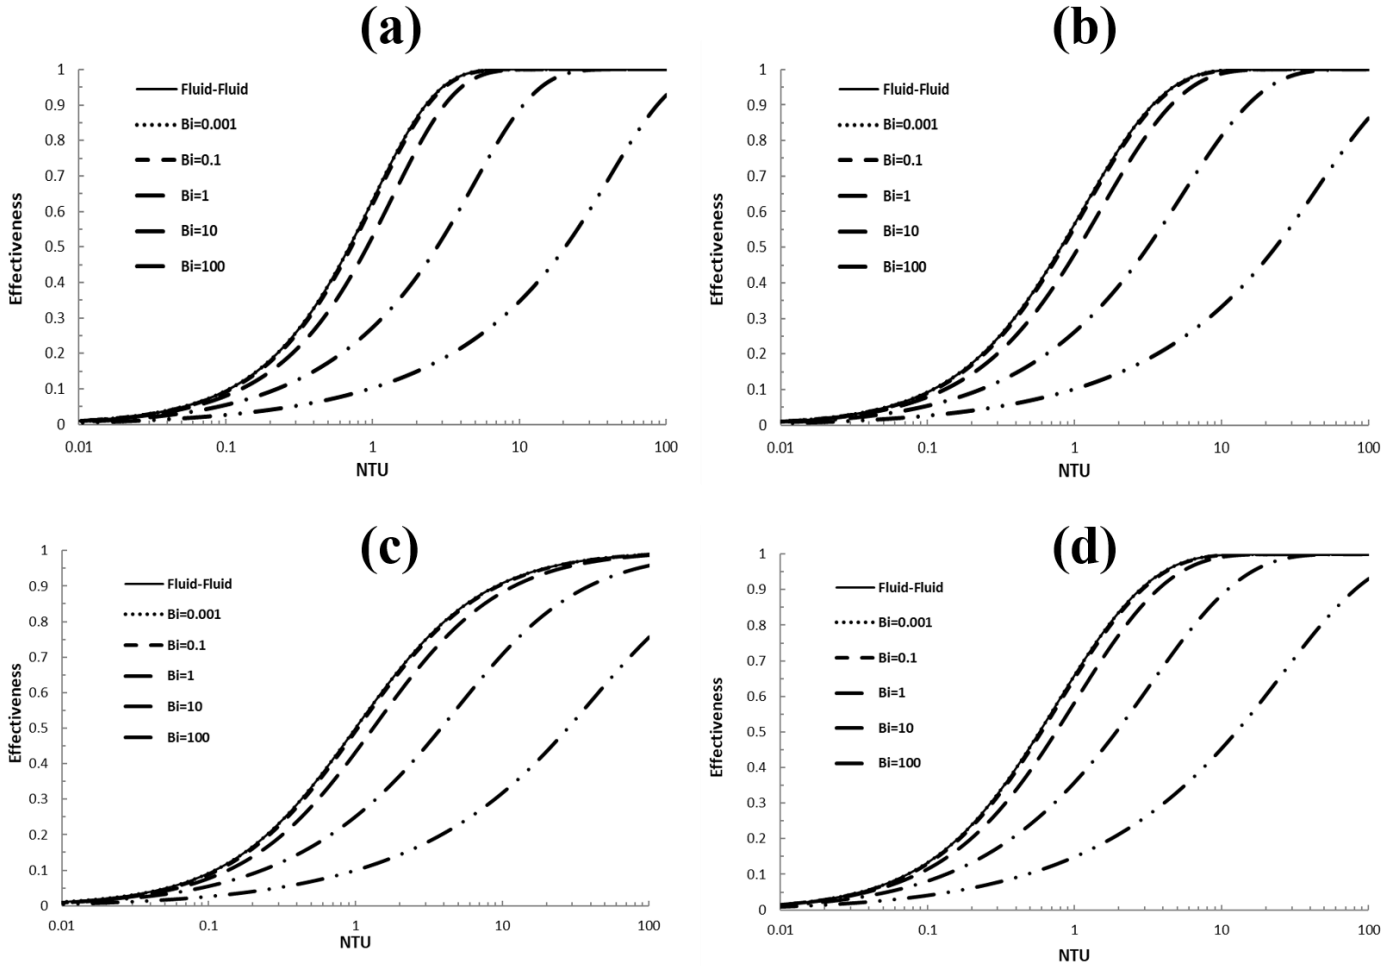 (a)
1
0.9
0.8
0.7
0.6
0.5
0.4
0.3
0.2
0.1
0
Effectiveness
Fluid-Fluid
Bi=0.001
Bi=0.1
Bi=1
Bi=10
Bi=100
0.01 0.1 1 10 100
NTU
(b)
1
0.9
0.8
0.7
0.6
0.5
0.4
0.3
0.2
0.1
0
Effectiveness
Fluid-Fluid
Bi=0.001
Bi=0.1
Bi=1
Bi=10
Bi=100
0.01 0.1 1 10 100
NTU
(c)
1
0.9
0.8
0.7
0.6
0.5
0.4
0.3
0.2
0.1
0
Effectiveness
Fluid-Fluid
Bi=0.001
Bi=0.1
Bi=1
Bi=10
Bi=100
0.01 0.1 1 10 100
NTU
(d)
1
0.9
0.8
0.7
0.6
0.5
0.4
0.3
0.2
0.1
0
Effectiveness
Fluid-Fluid
Bi=0.001
Bi=0.1
Bi=1
Bi=10
Bi=100
0.01 0.1 1 10 100
NTU